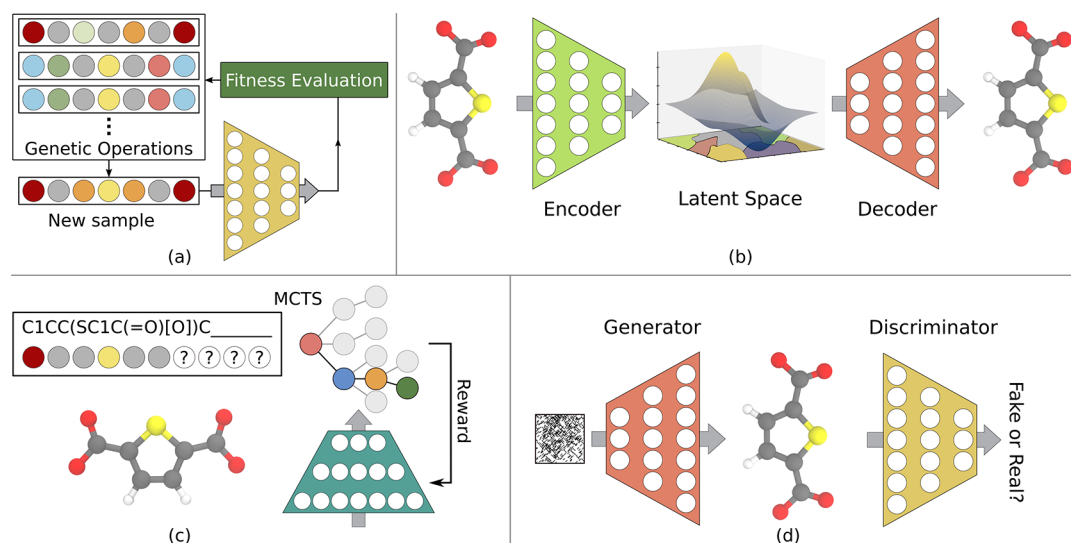 Fitness Evaluation
Genetic Operations
New sample
(a)
Encoder
Latent Space
Decoder
(b)
MCTS
C1CC(SC1C(=O)[O])C______
? ? ? ?
Reward
(c)
Generator
Discriminator
Fake or Real?
(d)